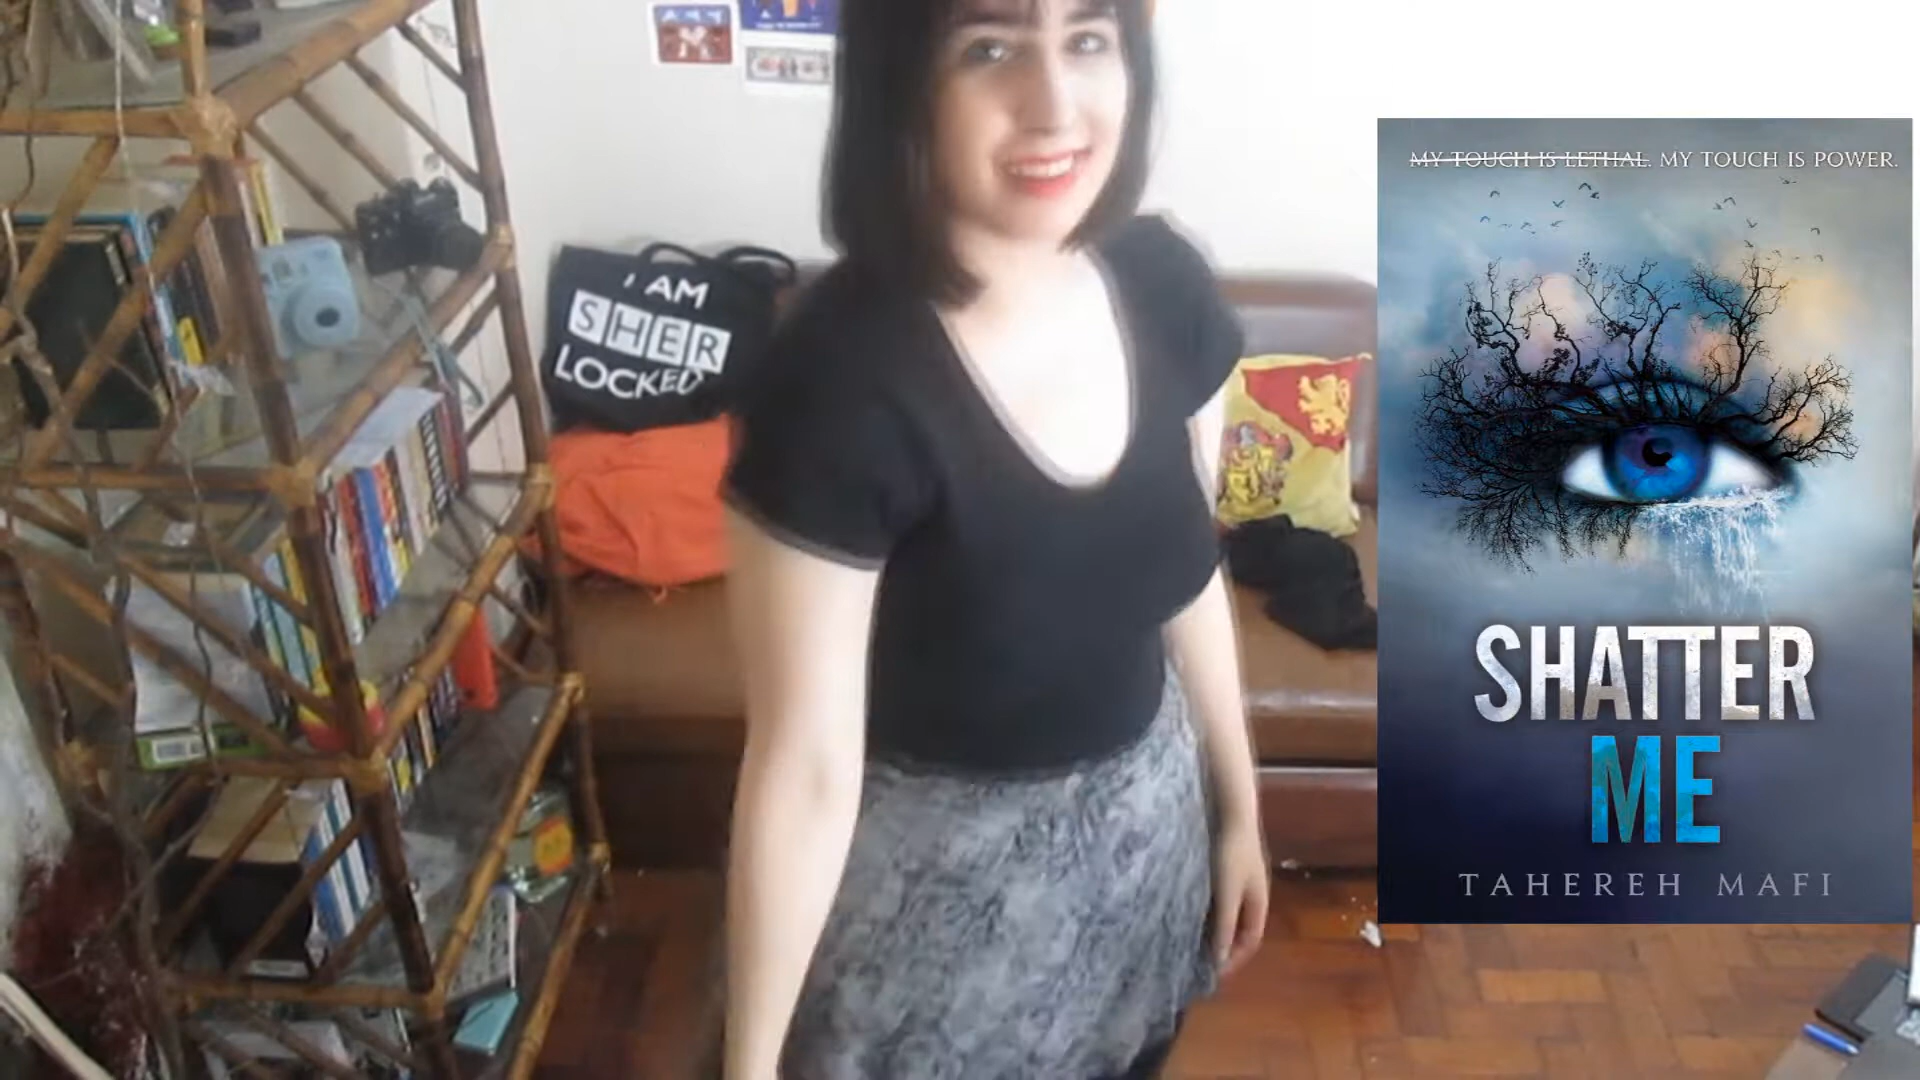 I AM
SHER
LOCKED
MY TOUCH IS LETHAL. MY TOUCH IS POWER.
SHATTER
ME
TAHEREH MAFI